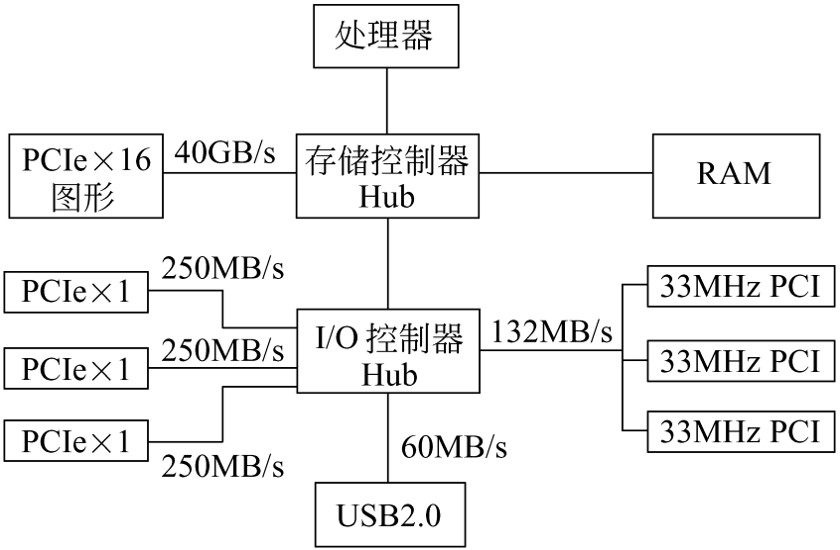 处理器
PCIe×16
图形
40GB/s
存储控制器
Hub
RAM
250MB/s
PCIe×1
250MB/s
PCIe×1
PCIe×1
250MB/s
I/O 控制器
Hub
132MB/s
33MHz PCI
33MHz PCI
33MHz PCI
60MB/s
USB2.0